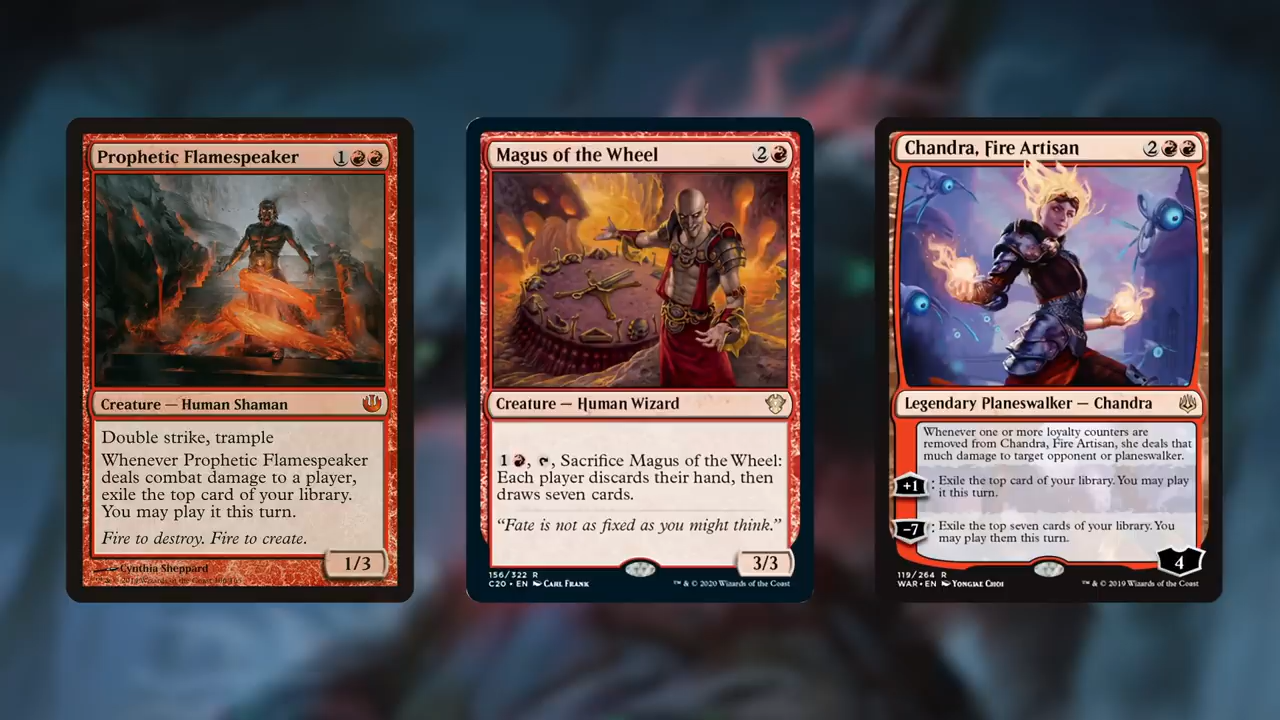 Prophetic Flamespeaker 1
Creature — Human Shaman
Double strike, trample
Whenever Prophetic Flamespeaker
deals combat damage to a player,
exile the top card of your library.
You may play it this turn.
Fire to destroy. Fire to create.
1/3
Cynthia Sheppard
Magus of the Wheel 2
Creature — Human Wizard
1 , , Sacrifice Magus of the Wheel:
Each player discards their hand, then
draws seven cards.
“Fate is not as fixed as you might think.”
3/3
156/322 R
C20 • EN CARL FRANK ™ & © 2020 Wizards of the Coast
Chandra, Fire Artisan 2
Legendary Planeswalker — Chandra
Whenever one or more loyalty counters are
removed from Chandra, Fire Artisan, she deals that
much damage to target opponent or planeswalker.
+1 : Exile the top card of your library. You may play
it this turn.
−7 : Exile the top seven cards of your library. You
may play them this turn.
4
119/264 R
WAR • EN YONGJAE CHOI ™ & © 2019 Wizards of the Coast